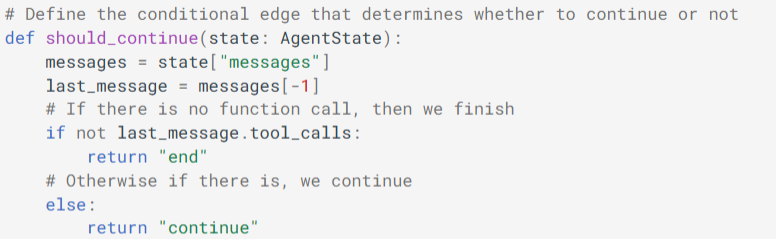 # Define the conditional edge that determines whether to continue or not
def should_continue(state: AgentState):
    messages = state["messages"]
    last_message = messages[-1]
    # If there is no function call, then we finish
    if not last_message.tool_calls:
        return "end"
    # Otherwise if there is, we continue
    else:
        return "continue"